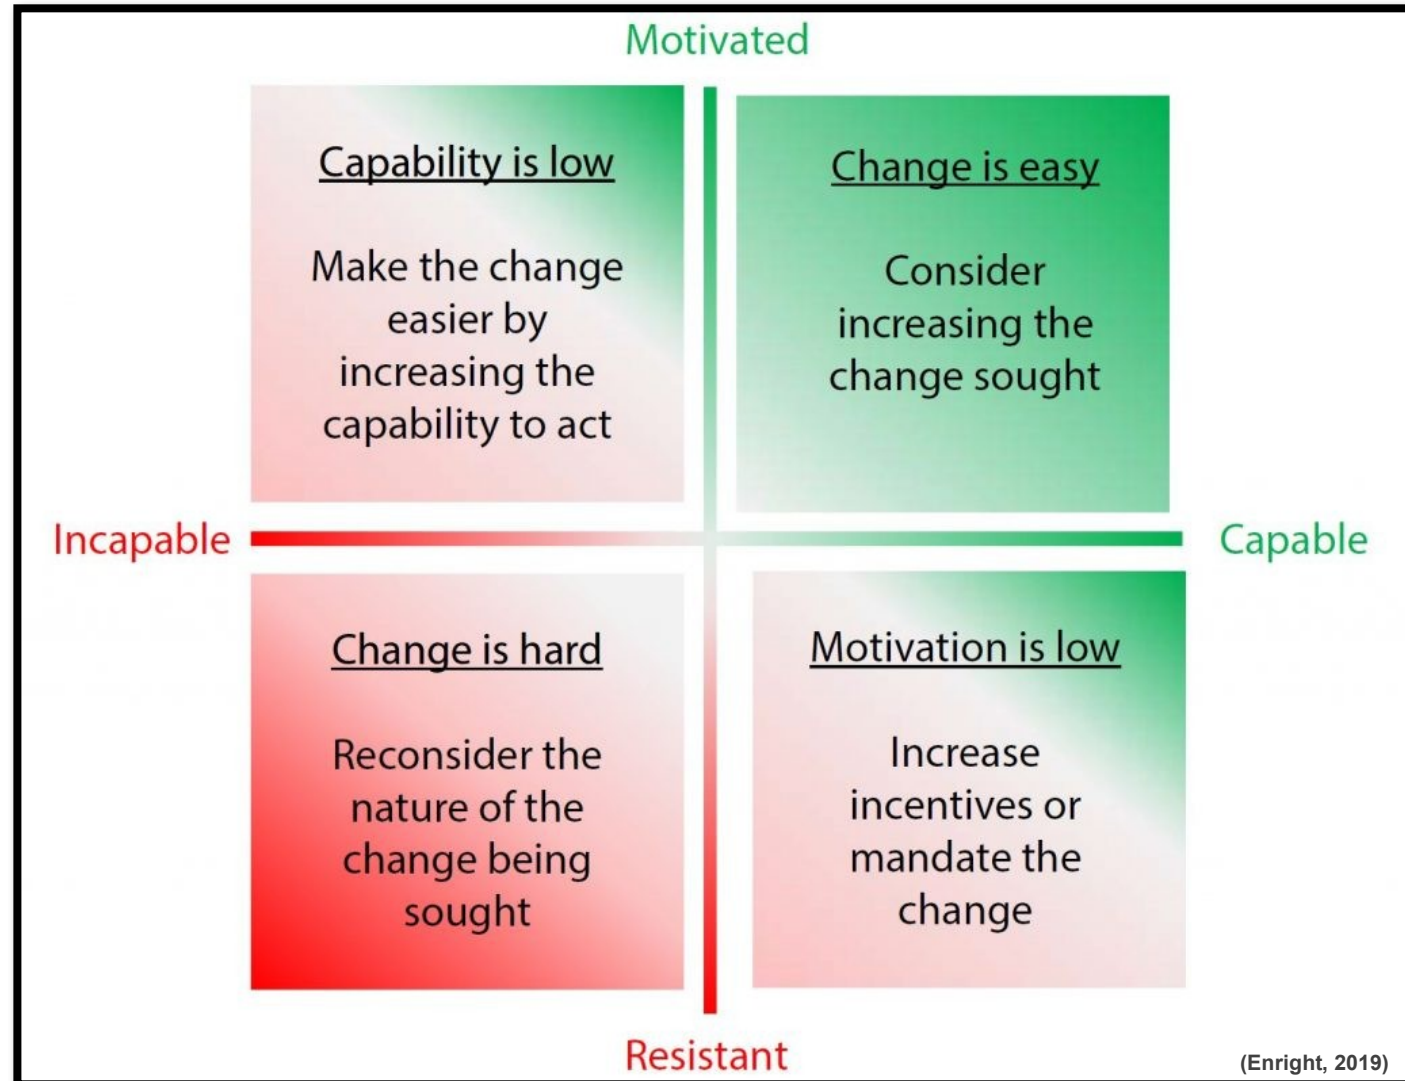 Motivated
Capability is low
Make the change
easier by
increasing the
capability to act
Change is easy
Consider
increasing the
change sought
Incapable
Capable
Change is hard
Reconsider the
nature of the
change being
sought
Motivation is low
Increase
incentives or
mandate the
change
Resistant
(Enright, 2019)